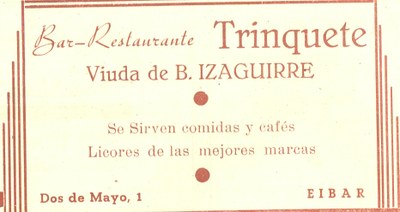 Bar-Restaurante Trinquete
Viuda de B. IZAGUIRRE
Se Sirven comidas y cafés
Licores de las mejores marcas
Dos de Mayo, 1 EIBAR